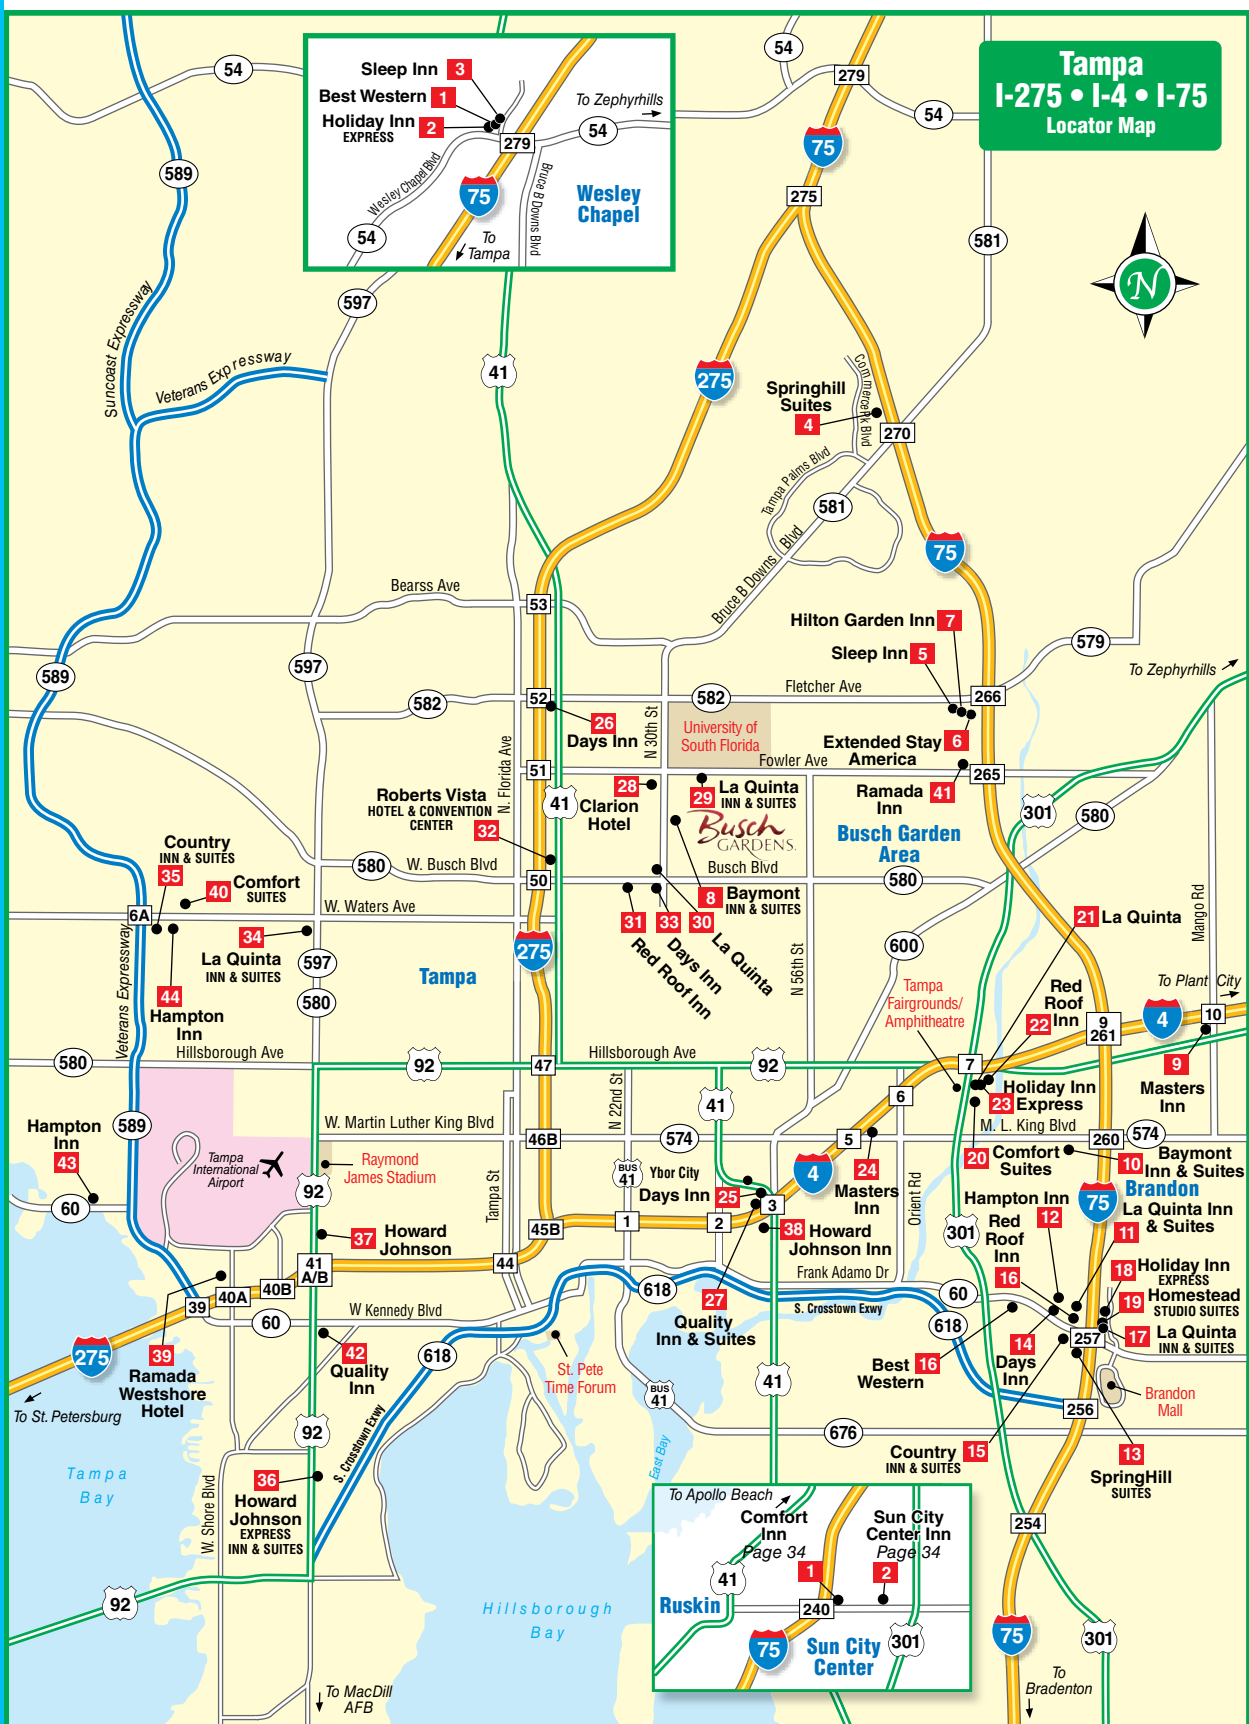 Tampa
I-275 • I-4 • I-75
Locator Map
54
54
279
54
75
275
589
581
Sleep Inn 3
Best Western 1
Holiday Inn 2
EXPRESS
To Zephyrhills
54
279
Wesley Chapel Blvd
Bruce B Downs Blvd
75
Wesley
Chapel
54
To
Tampa
597
Suncoast Expressway
Veterans Expressway
41
275
Springhill
Suites
4
Commerce Pk Blvd
270
Tampa Palms Blvd
581
Bruce B Downs Blvd
75
Bearss Ave
53
Hilton Garden Inn 7
Sleep Inn 5
579
To Zephyrhills
589
597
582
52
582
Fletcher Ave
266
26
Days Inn
N 30th St
University of
South Florida
Extended Stay 6
America
Fowler Ave
N. Florida Ave
51
265
Roberts Vista
HOTEL & CONVENTION
CENTER
32
41
28
Clarion
Hotel
29
La Quinta
INN & SUITES
Ramada 41
Inn
301
580
Busch
GARDENS
Busch Garden
Area
Country
INN & SUITES
35
40
Comfort
SUITES
580
W. Busch Blvd
50
Busch Blvd
580
8
Baymont
INN & SUITES
6A
W. Waters Ave
31
33
30
Red Roof Inn
Days Inn
La Quinta
21 La Quinta
Mango Rd
34
La Quinta
INN & SUITES
597
275
Tampa
N 56th St
600
580
44
Hampton
Inn
Veterans Expressway
Tampa
Fairgrounds/
Amphitheatre
Red
Roof
Inn
22
To Plant City
9
261
4
10
9
Masters
Inn
580
Hillsborough Ave
92
47
Hillsborough Ave
92
7
23
Holiday Inn
Express
6
589
41
N 22nd St
W. Martin Luther King Blvd
46B
574
5
M. L. King Blvd
260
574
Hampton
Inn
43
Tampa
International
Airport
Raymond
James Stadium
92
BUS
41
Ybor City
Days Inn 25
4
24
Masters
Inn
20
Comfort
Suites
10
Baymont
Inn & Suites
Orient Rd
75
Brandon
60
Tampa St
Hampton Inn
12
La Quinta Inn
& Suites
11
45B
1
2
3
37
Howard
Johnson
38
Howard
Johnson Inn
301
Red
Roof
Inn
16
41
A/B
44
Frank Adamo Dr
18
Holiday Inn
EXPRESS
39
40A
40B
618
60
S. Crosstown Exwy
19
Homestead
STUDIO SUITES
W Kennedy Blvd
60
27
Quality
Inn & Suites
618
14
Days
Inn
257
17
La Quinta
INN & SUITES
275
39
Ramada
Westshore
Hotel
42
Quality
Inn
618
St. Pete
Time Forum
BUS
41
41
Best
Western
16
Brandon
Mall
To St. Petersburg
256
92
S. Crosstown Exwy
676
Country
INN & SUITES
15
13
SpringHill
SUITES
Tampa
Bay
36
Howard
Johnson
EXPRESS
INN & SUITES
W. Shore Blvd
East Bay
254
To Apollo Beach
Comfort
Inn
Page 34
1
Sun City
Center Inn
Page 34
2
41
Ruskin
240
75
Sun City
Center
301
92
Hillsborough
Bay
75
301
To MacDill
AFB
To
Bradenton
N